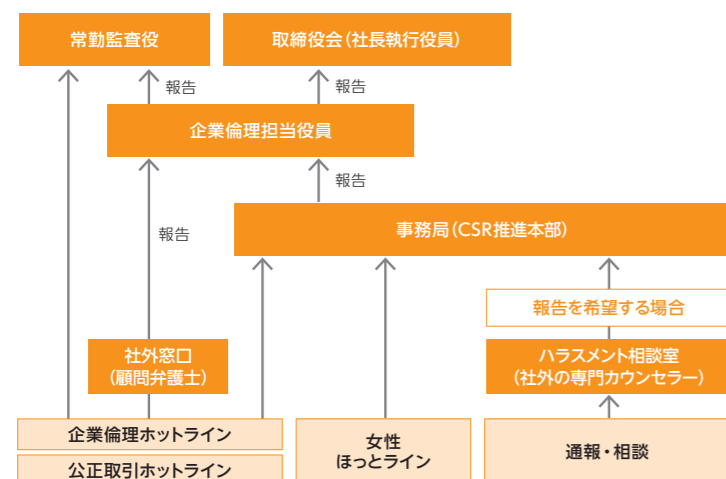 常勤監査役
取締役会(社長執行役員)
報告
報告
企業倫理担当役員
報告
報告
事務局(CSR推進本部)
報告を希望する場合
社外窓口
(顧問弁護士)
ハラスメント相談室
(社外の専門カウンセラー)
企業倫理ホットライン
公正取引ホットライン
女性
ほっとライン
通報・相談